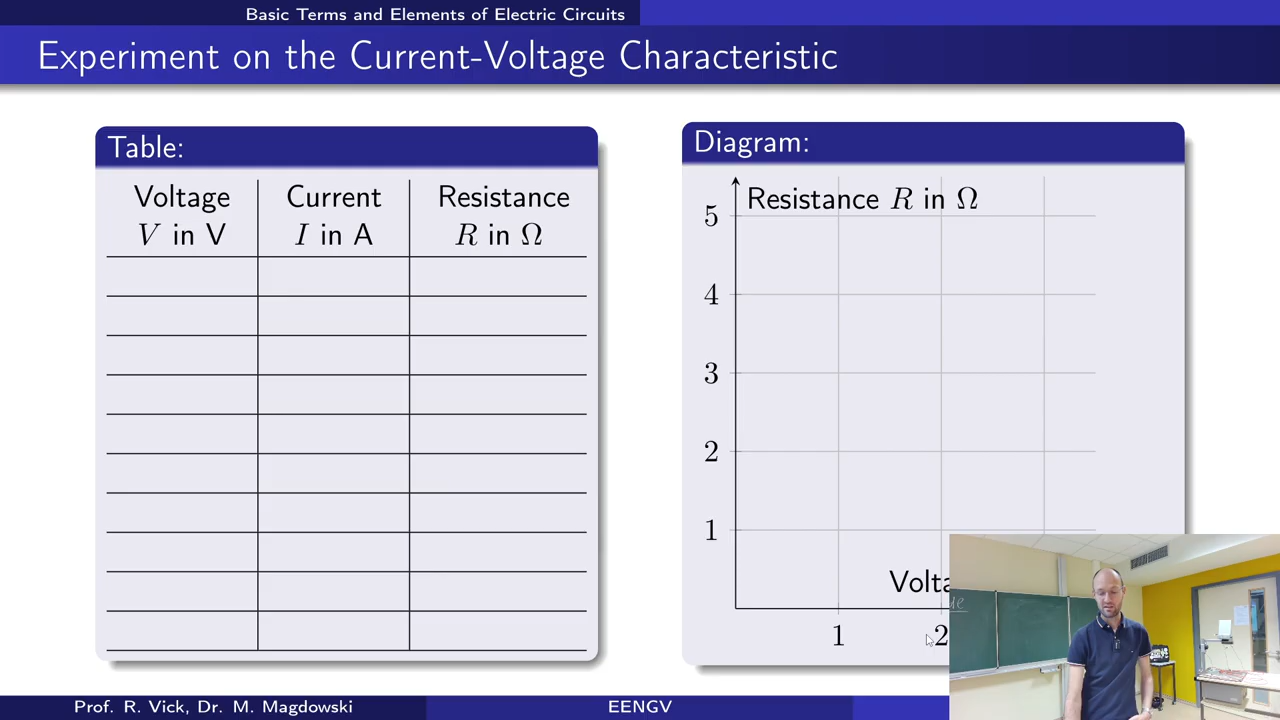 Basic Terms and Elements of Electric Circuits
Experiment on the Current-Voltage Characteristic
Table:
Voltage Current Resistance
V in V I in A R in Ω
Diagram:
Resistance R in Ω
5
4
3
2
1
Volta
1 2
Prof. R. Vick, Dr. M. Magdowski EENGV